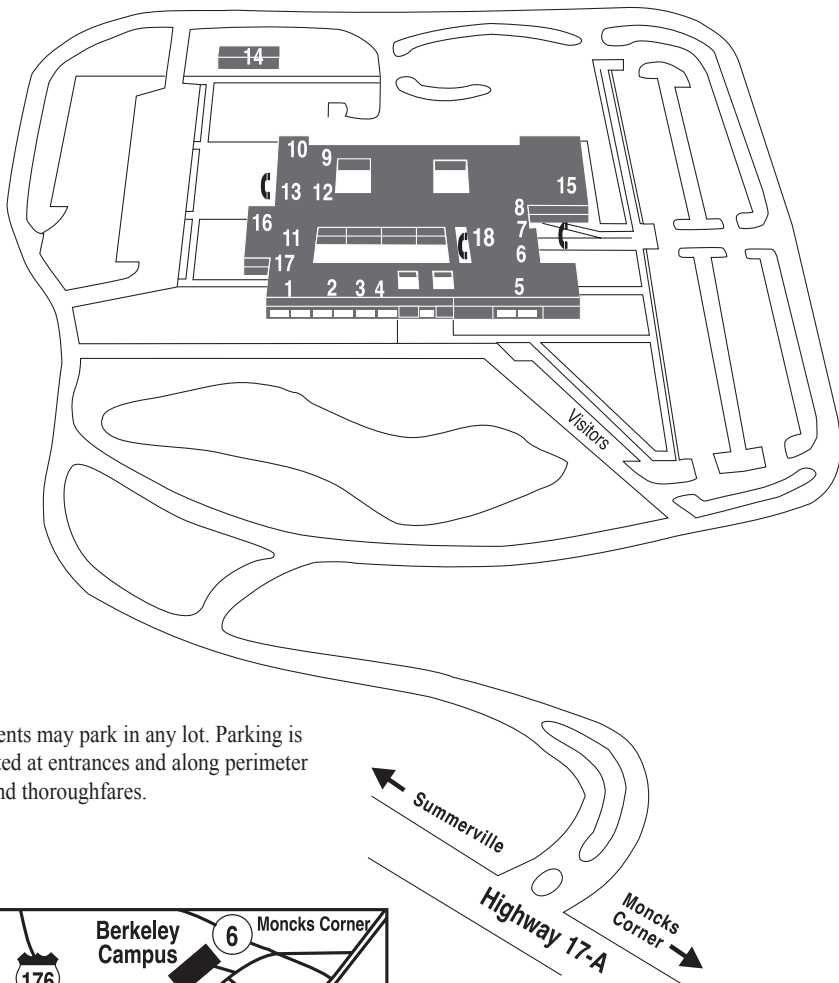 14
10
9
15
13 12
8
16
7
18
11
6
17
1 2 3 4 5
Visitors
ents may park in any lot. Parking is
ted at entrances and along perimeter
nd thoroughfares.
Summerville
Highway 17-A
Moncks
Corner
Berkeley
Campus
6
Moncks Corner
176